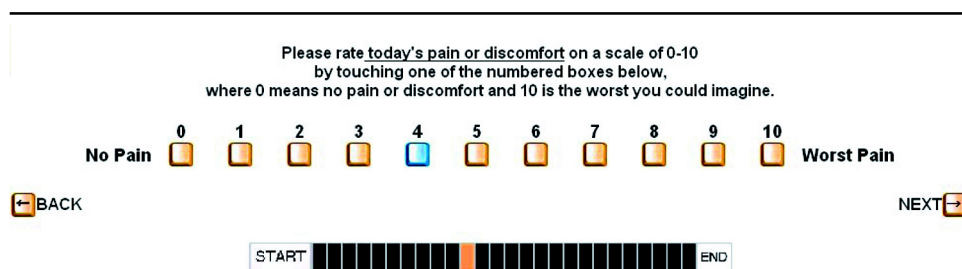 Please rate today's pain or discomfort on a scale of 0-10
by touching one of the numbered boxes below,
where 0 means no pain or discomfort and 10 is the worst you could imagine.
0 1 2 3 4 5 6 7 8 9 10
No Pain Worst Pain
← BACK NEXT →
START END